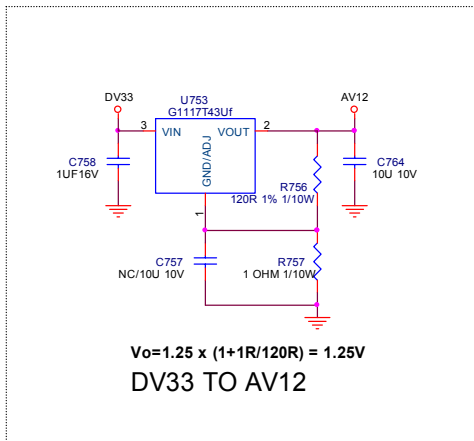 DV33
U753
G1117T43Uf
AV12
3
VIN
VOUT
2
GND/ADJ
1
C758
1UF16V
C764
10U 10V
R756
120R 1% 1/10W
C757
NC/10U 10V
R757
1 OHM 1/10W
Vo=1.25 x (1+1R/120R) = 1.25V
DV33 TO AV12